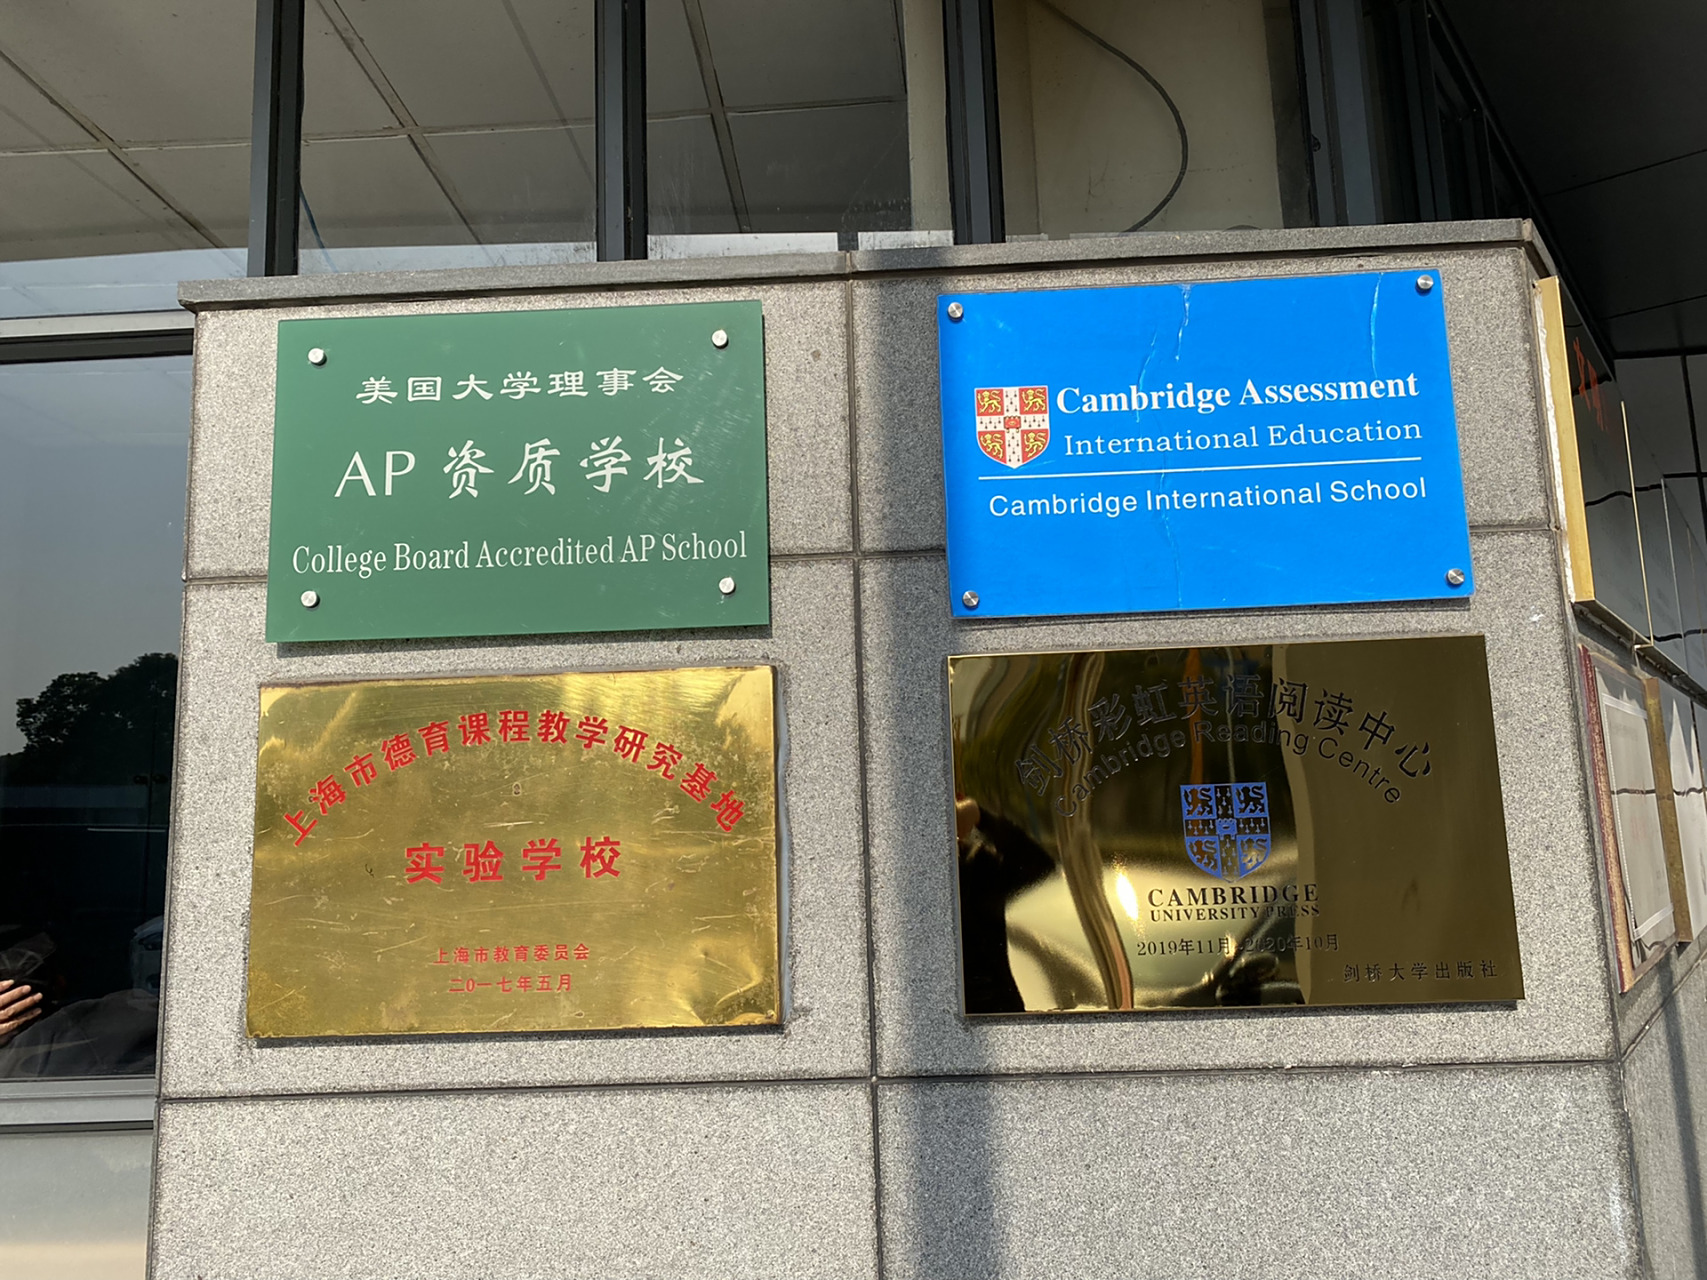 美国大学理事会
AP 资质学校
College Board Accredited AP School
Cambridge Assessment
International Education
Cambridge International School
上海市德育课程教学研究基地
实验学校
上海市教育委员会
二〇一七年五月
剑桥彩虹英语阅读中心
Cambridge Reading Centre
CAMBRIDGE
UNIVERSITY PRESS
2019年11月-2020年10月
剑桥大学出版社